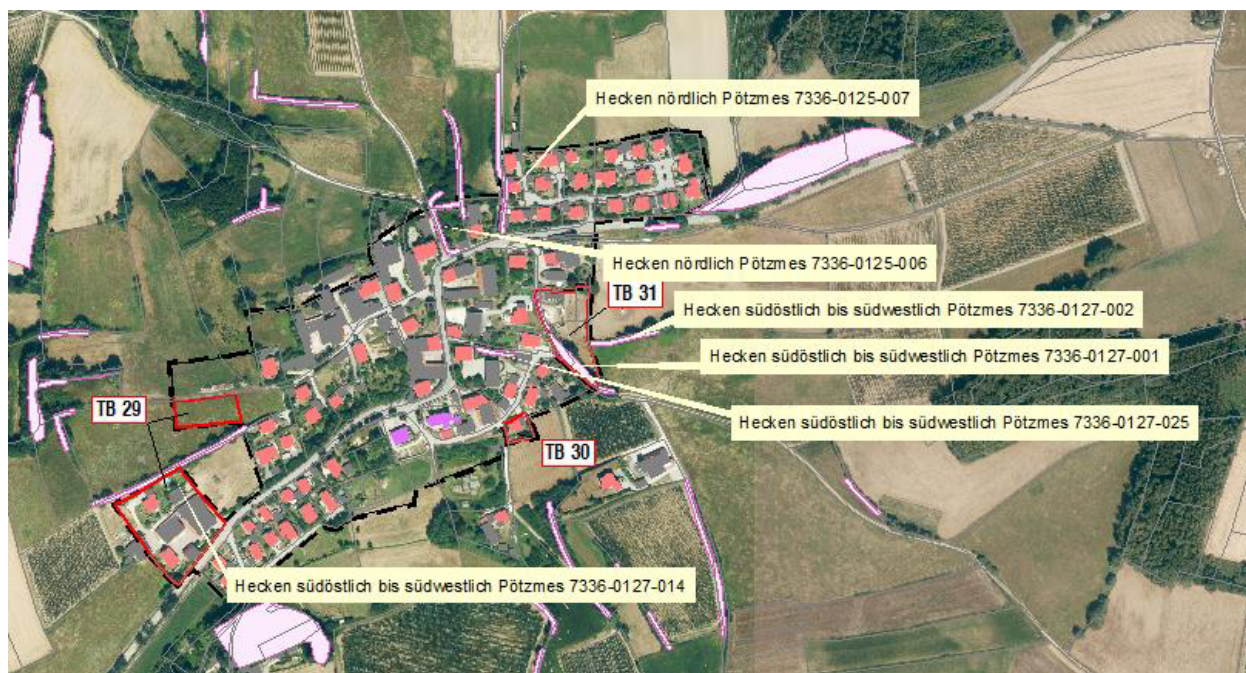 Hecken nördlich Pötzmes 7336-0125-007
Hecken nördlich Pötzmes 7336-0125-006
TB 31
Hecken südöstlich bis südwestlich Pötzmes 7336-0127-002
Hecken südöstlich bis südwestlich Pötzmes 7336-0127-001
TB 29
Hecken südöstlich bis südwestlich Pötzmes 7336-0127-025
TB 30
Hecken südöstlich bis südwestlich Pötzmes 7336-0127-014